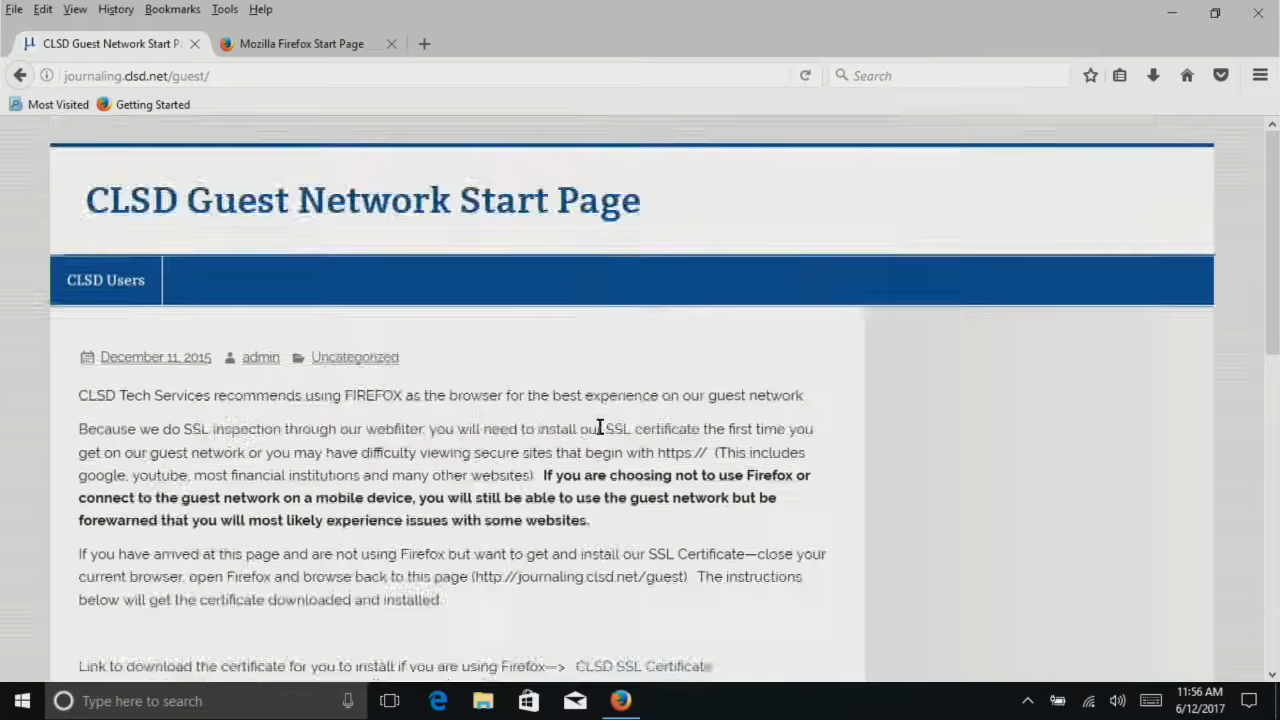 File Edit View History Bookmarks Tools Help
CLSD Guest Network Start P
Mozilla Firefox Start Page
journaling.clsd.net/guest/
Search
Most Visited Getting Started
CLSD Guest Network Start Page
CLSD Users
December 11, 2015 admin Uncategorized
CLSD Tech Services recommends using FIREFOX as the browser for the best experience on our guest network
Because we do SSL inspection through our webfilter, you will need to install our SSL certificate the first time you
get on our guest network or you may have difficulty viewing secure sites that begin with https:// (This includes
google, youtube, most financial institutions and many other websites). If you are choosing not to use Firefox or
connect to the guest network on a mobile device, you will still be able to use the guest network but be
forewarned that you will most likely experience issues with some websites.
If you have arrived at this page and are not using Firefox but want to get and install our SSL Certificate—close your
current browser, open Firefox and browse back to this page (http://journaling.clsd.net/guest) The instructions
below will get the certificate downloaded and installed.
Link to download the certificate for you to install if you are using Firefox—> CLSD SSL Certificate
Type here to search
11:56 AM
6/12/2017